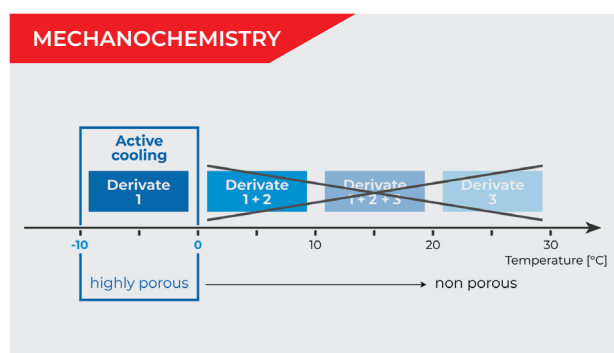 MECHANOCHEMISTRY
Active
cooling
Derivate
1
Derivate
1 + 2
Derivate
1 + 2 + 3
Derivate
3
-10
0
10
20
30
Temperature [°C]
highly porous
non porous